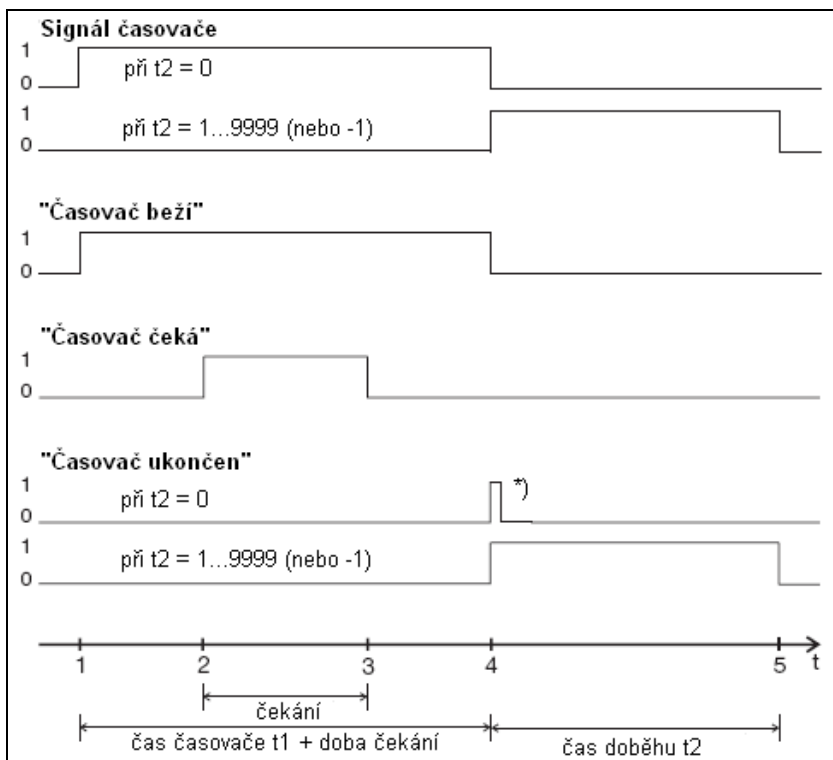 Signál časovače
1
při t2 = 0
0
1
při t2 = 1...9999 (nebo -1)
0
"Časovač beží"
1
0
"Časovač čeká"
1
0
"Časovač ukončen"
1
*)
při t2 = 0
0
1
při t2 = 1...9999 (nebo -1)
0
1 2 3 4 5 t
čekání
čas časovače t1 + doba čekání
čas doběhu t2